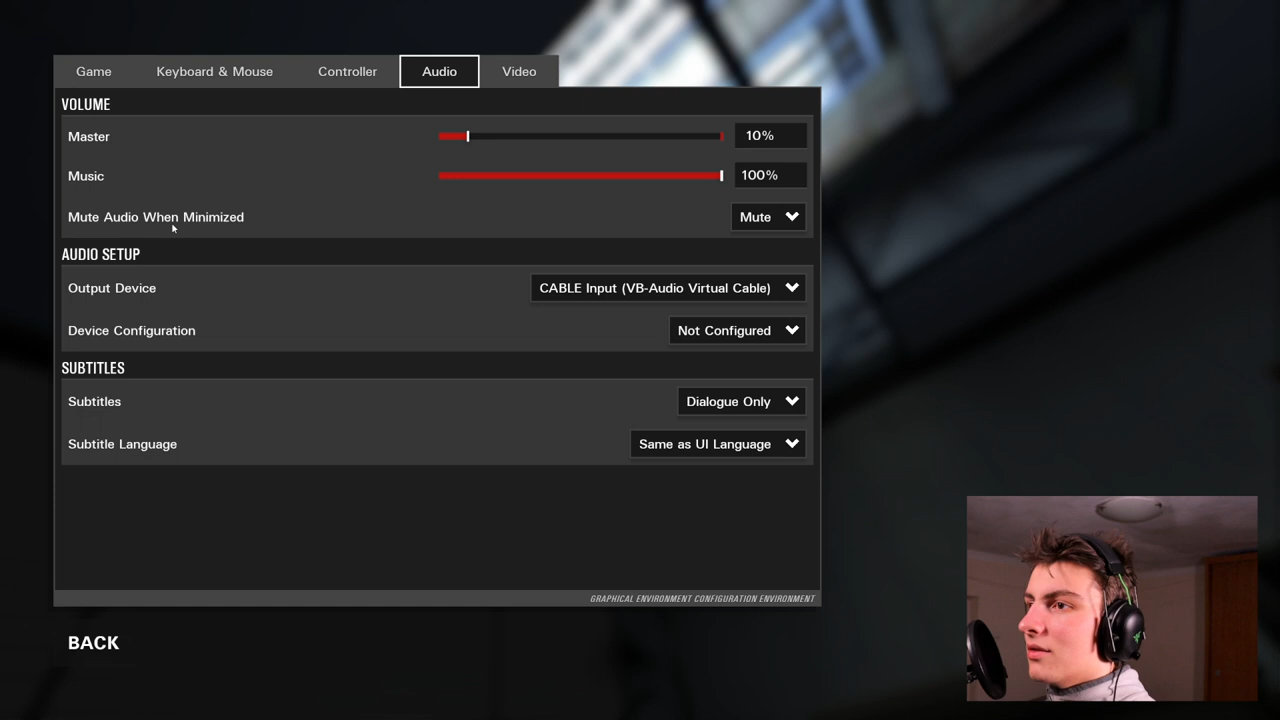 Game Keyboard & Mouse Controller Audio Video
VOLUME
Master 10%
Music 100%
Mute Audio When Minimized Mute
AUDIO SETUP
Output Device CABLE Input (VB-Audio Virtual Cable)
Device Configuration Not Configured
SUBTITLES
Subtitles Dialogue Only
Subtitle Language Same as UI Language
GRAPHICAL ENVIRONMENT CONFIGURATION ENVIRONMENT
BACK